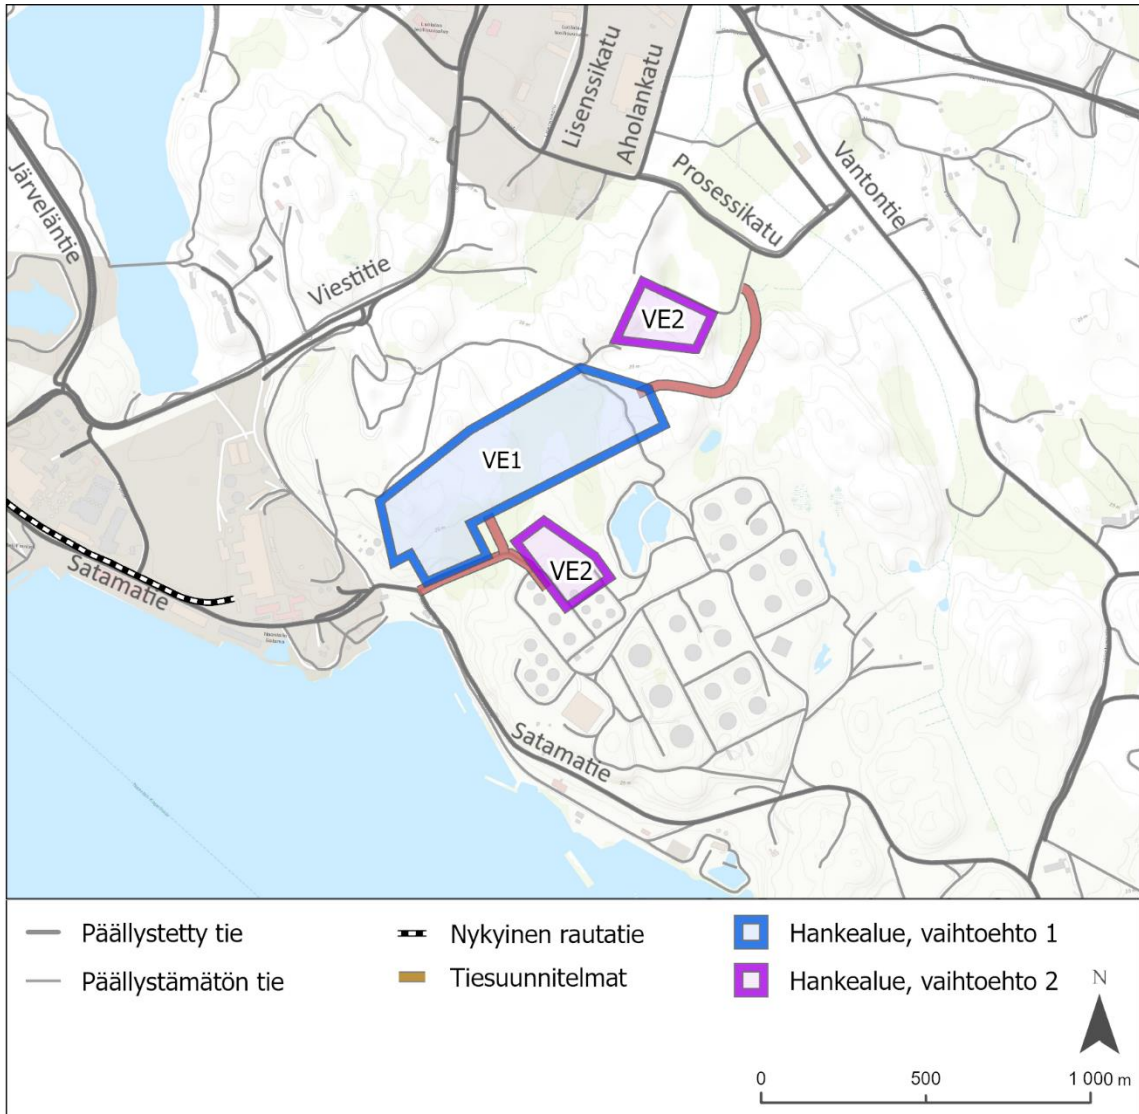 Lisenssikatu
Aholankatu
Järveläntie
Prosessikatu
Vantontie
Viestitie
VE2
VE1
VE2
Satamatie
Satamatie
Päällystetty tie
Nykyinen rautatie
Hankealue, vaihtoehto 1
Päällystämätön tie
Tiesuunnitelmat
Hankealue, vaihtoehto 2
N
0 500 1 000 m